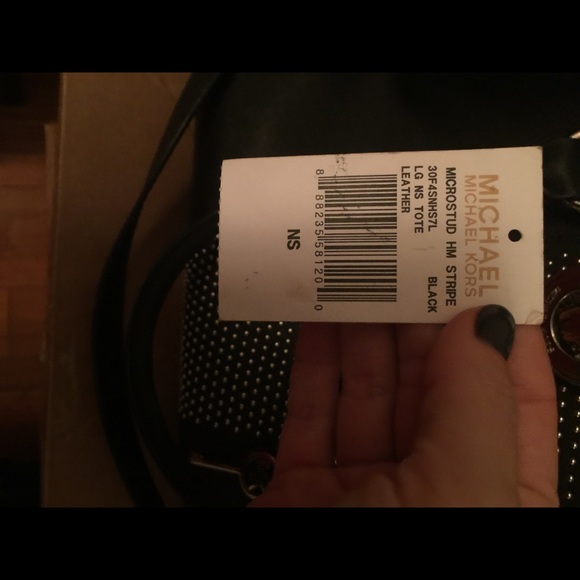 MICHAEL
MICHAEL KORS
MICROSTUD HM STRIPE
30F4SNHS7L BLACK
LG NS TOTE
LEATHER
8 88235 58120 0
NS